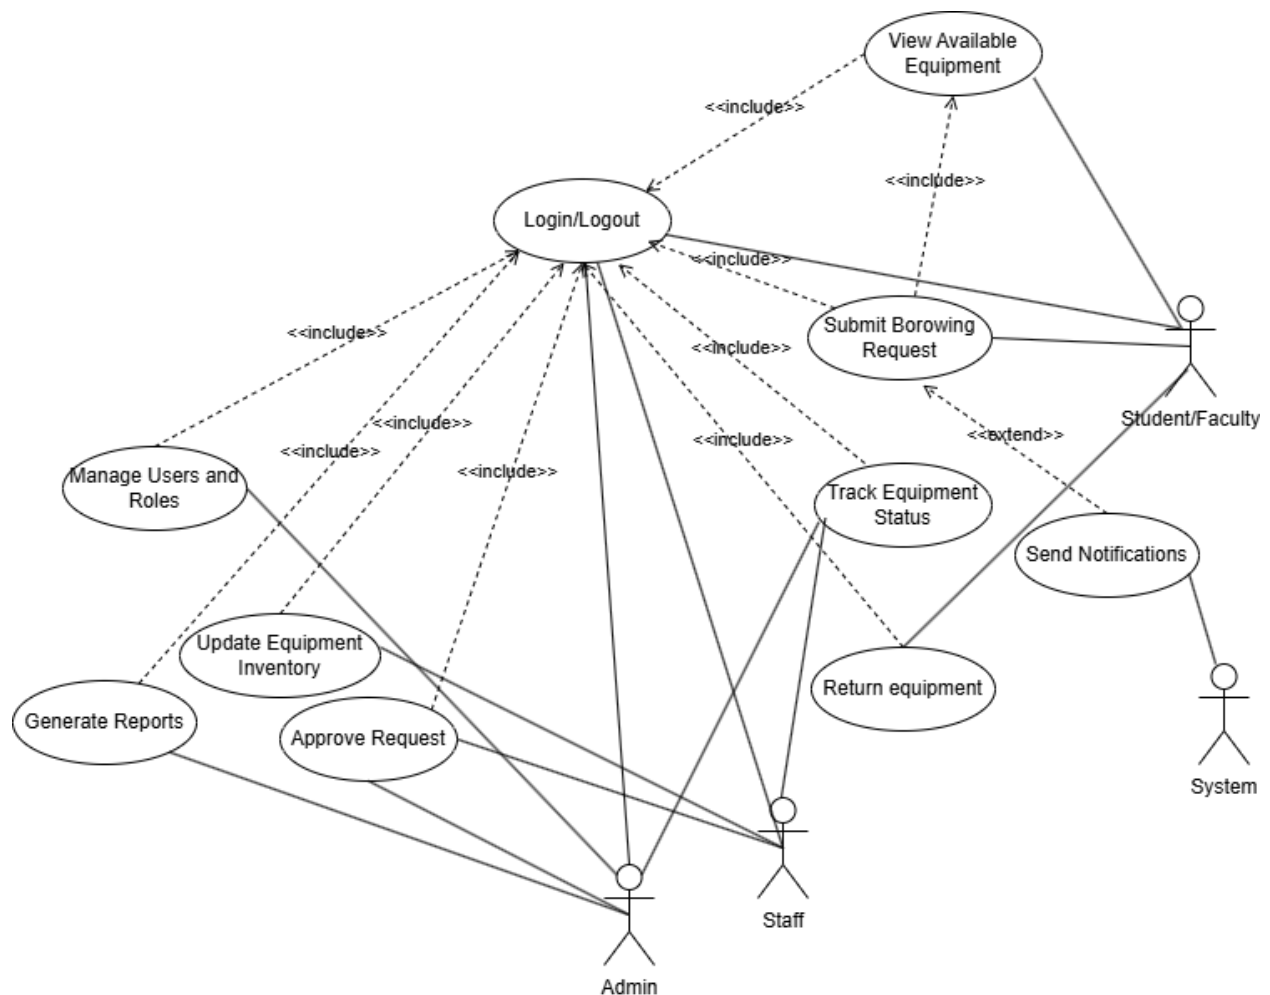 View Available
Equipment
<<include>>
<<include>>
Login/Logout
<<include>>
Submit Borrowing
Request
<<include>>
<<include>>
Student/Faculty
<<include>>
<<include>>
<<include>>
<<extend>>
<<include>>
Manage Users and
Roles
Track Equipment
Status
Send Notifications
Update Equipment
Inventory
Return equipment
Generate Reports
Approve Request
System
Staff
Admin